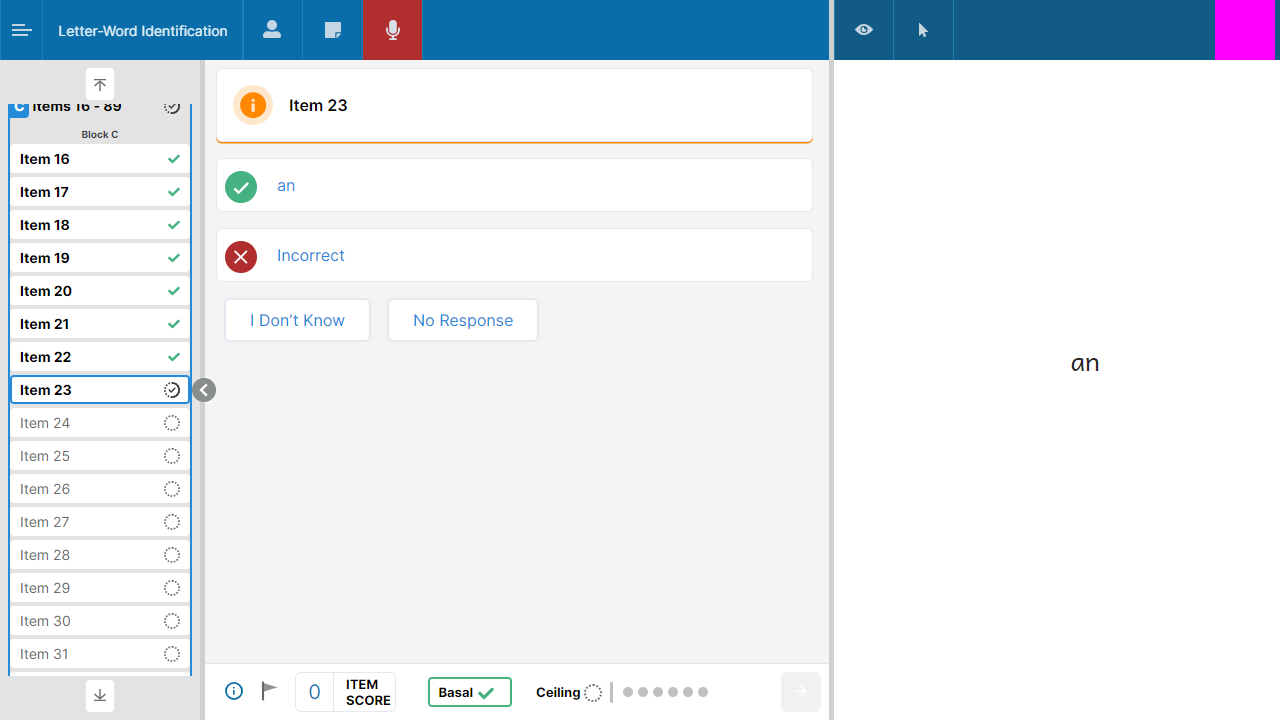 Letter-Word Identification
C Items 16 - 89
Block C
Item 16
Item 17
Item 18
Item 19
Item 20
Item 21
Item 22
Item 23
Item 24
Item 25
Item 26
Item 27
Item 28
Item 29
Item 30
Item 31
Item 23
an
Incorrect
I Don’t Know
No Response
0
ITEM
SCORE
Basal
Ceiling
an